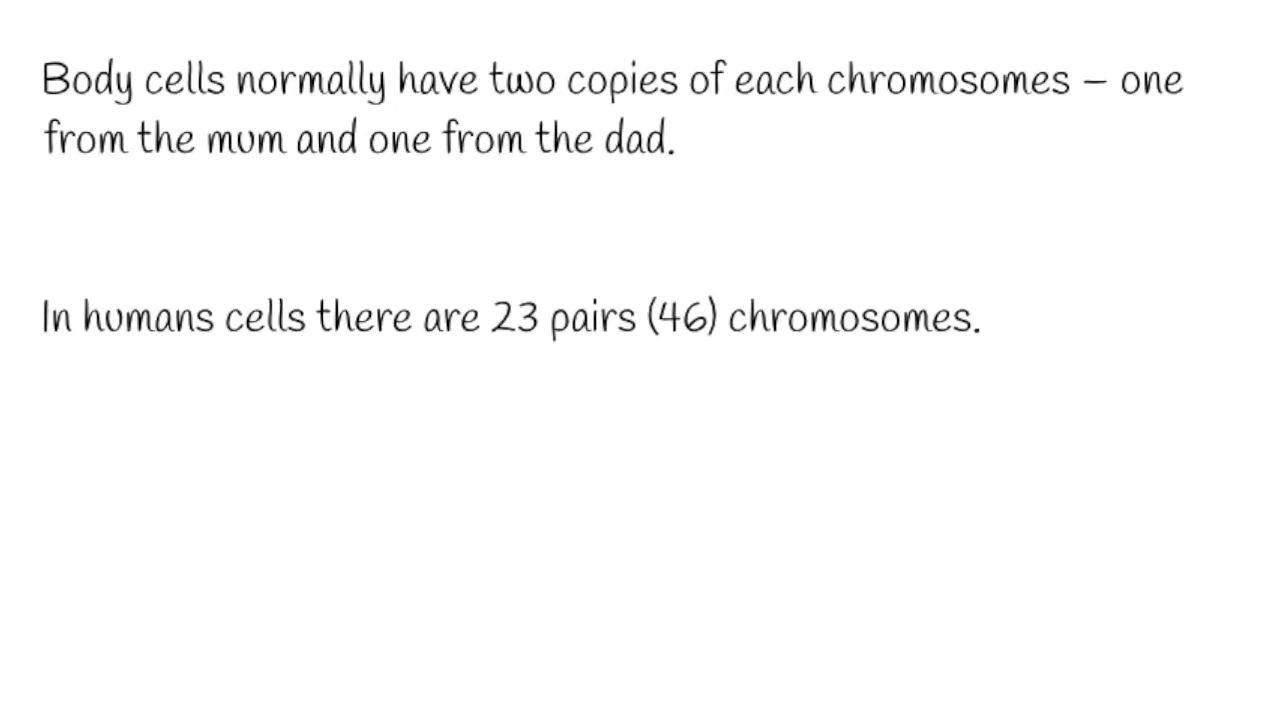 Body cells normally have two copies of each chromosomes – one
from the mum and one from the dad.
In humans cells there are 23 pairs (46) chromosomes.